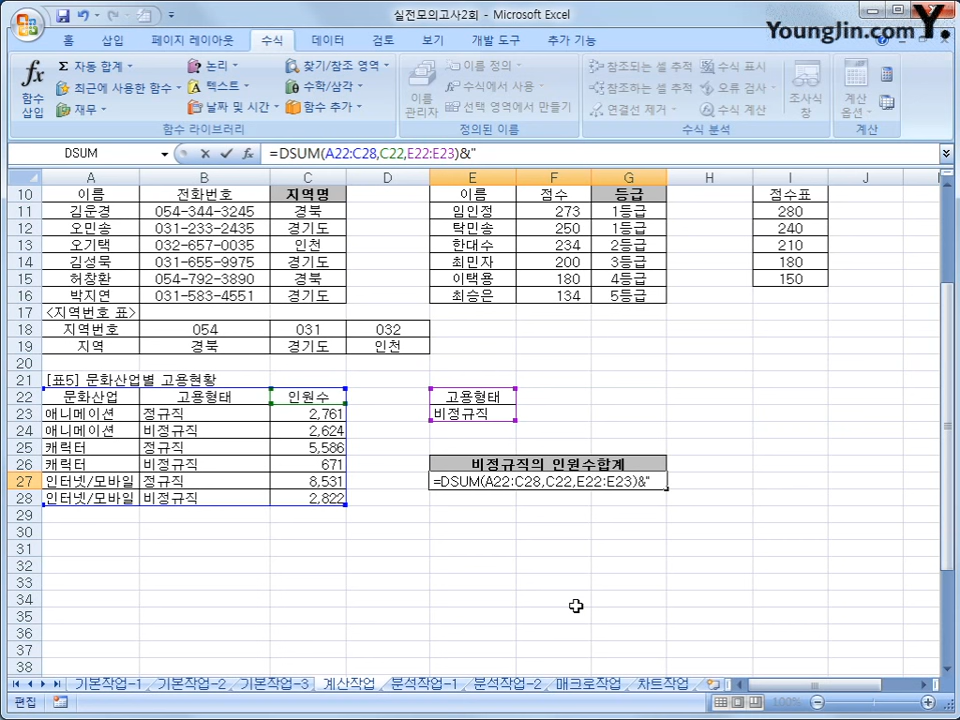 실전모의고사2회 - Microsoft Excel
YoungJin.com Y.
홈 삽입 페이지 레이아웃 수식 데이터 검토 보기 개발 도구 추가 기능
fx 함수 삽입
Σ 자동 합계
최근에 사용한 함수
재무
논리
텍스트
날짜 및 시간
찾기/참조 영역
수학/삼각
함수 추가
함수 라이브러리
이름 관리자
이름 정의
수식에서 사용
선택 영역에서 만들기
정의된 이름
참조되는 셀 추적
참조하는 셀 추적
연결선 제거
수식 표시
오류 검사
수식 계산
조사식 창
수식 분석
계산 옵션
계산
DSUM fx =DSUM(A22:C28,C22,E22:E23)&"
A B C D E F G H I J
10 이름 전화번호 지역명 이름 점수 등급 점수표
11 김운경 054-344-3245 경북 임인정 273 1등급 280
12 오민송 031-233-2435 경기도 탁민송 250 1등급 240
13 오기택 032-657-0035 인천 한대수 234 2등급 210
14 김성묵 031-655-9975 경기도 최민자 200 3등급 180
15 허창환 054-792-3890 경북 이택용 180 4등급 150
16 박지연 031-583-4551 경기도 최승은 134 5등급
17 <지역번호 표>
18 지역번호 054 031 032
19 지역 경북 경기도 인천
20
21 [표5] 문화산업별 고용현황
22 문화산업 고용형태 인원수 고용형태
23 애니메이션 정규직 2,761 비정규직
24 애니메이션 비정규직 2,624
25 캐릭터 정규직 5,586
26 캐릭터 비정규직 671 비정규직의 인원수합계
27 인터넷/모바일 정규직 8,531 =DSUM(A22:C28,C22,E22:E23)&"
28 인터넷/모바일 비정규직 2,822
29
30
31
32
33
34
35
36
37
38
기본작업-1 기본작업-2 기본작업-3 계산작업 분석작업-1 분석작업-2 매크로작업 차트작업
편집 100%